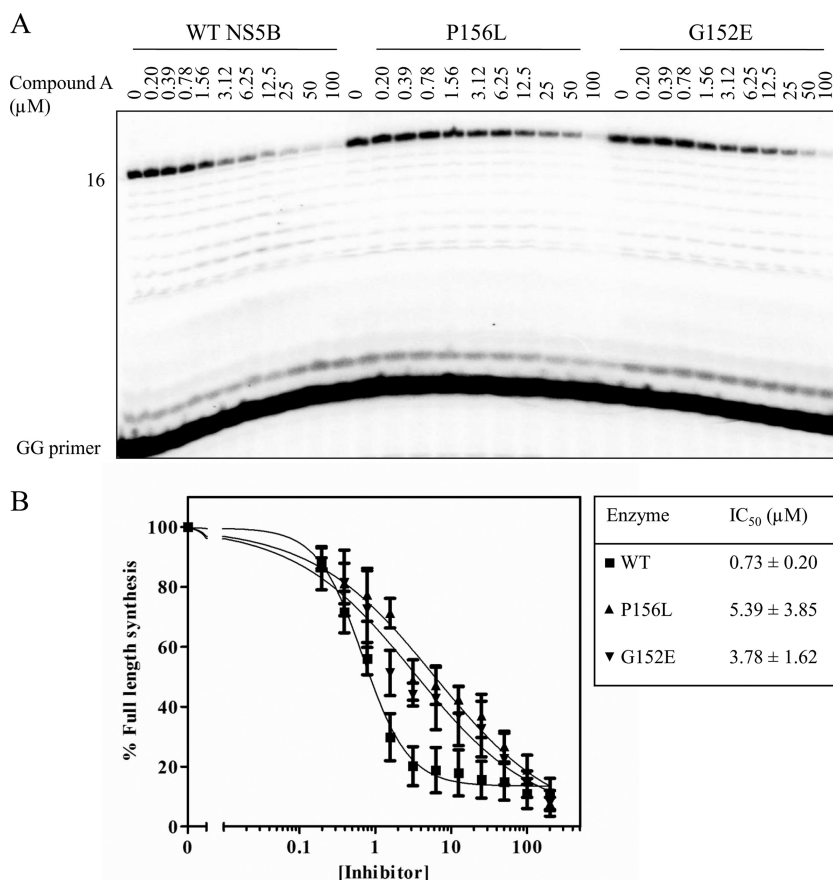 A
WT NS5B P156L G152E
Compound A (µM)
0 0.20 0.39 0.78 1.56 3.12 6.25 12.5 25 50 100 0 0.20 0.39 0.78 1.56 3.12 6.25 12.5 25 50 100 0 0.20 0.39 0.78 1.56 3.12 6.25 12.5 25 50 100
16
GG primer
B
% Full length synthesis
100
80
60
40
20
0
0 0.1 1 10 100
[Inhibitor]
Enzyme IC50 (µM)
WT 0.73 ± 0.20
P156L 5.39 ± 3.85
G152E 3.78 ± 1.62